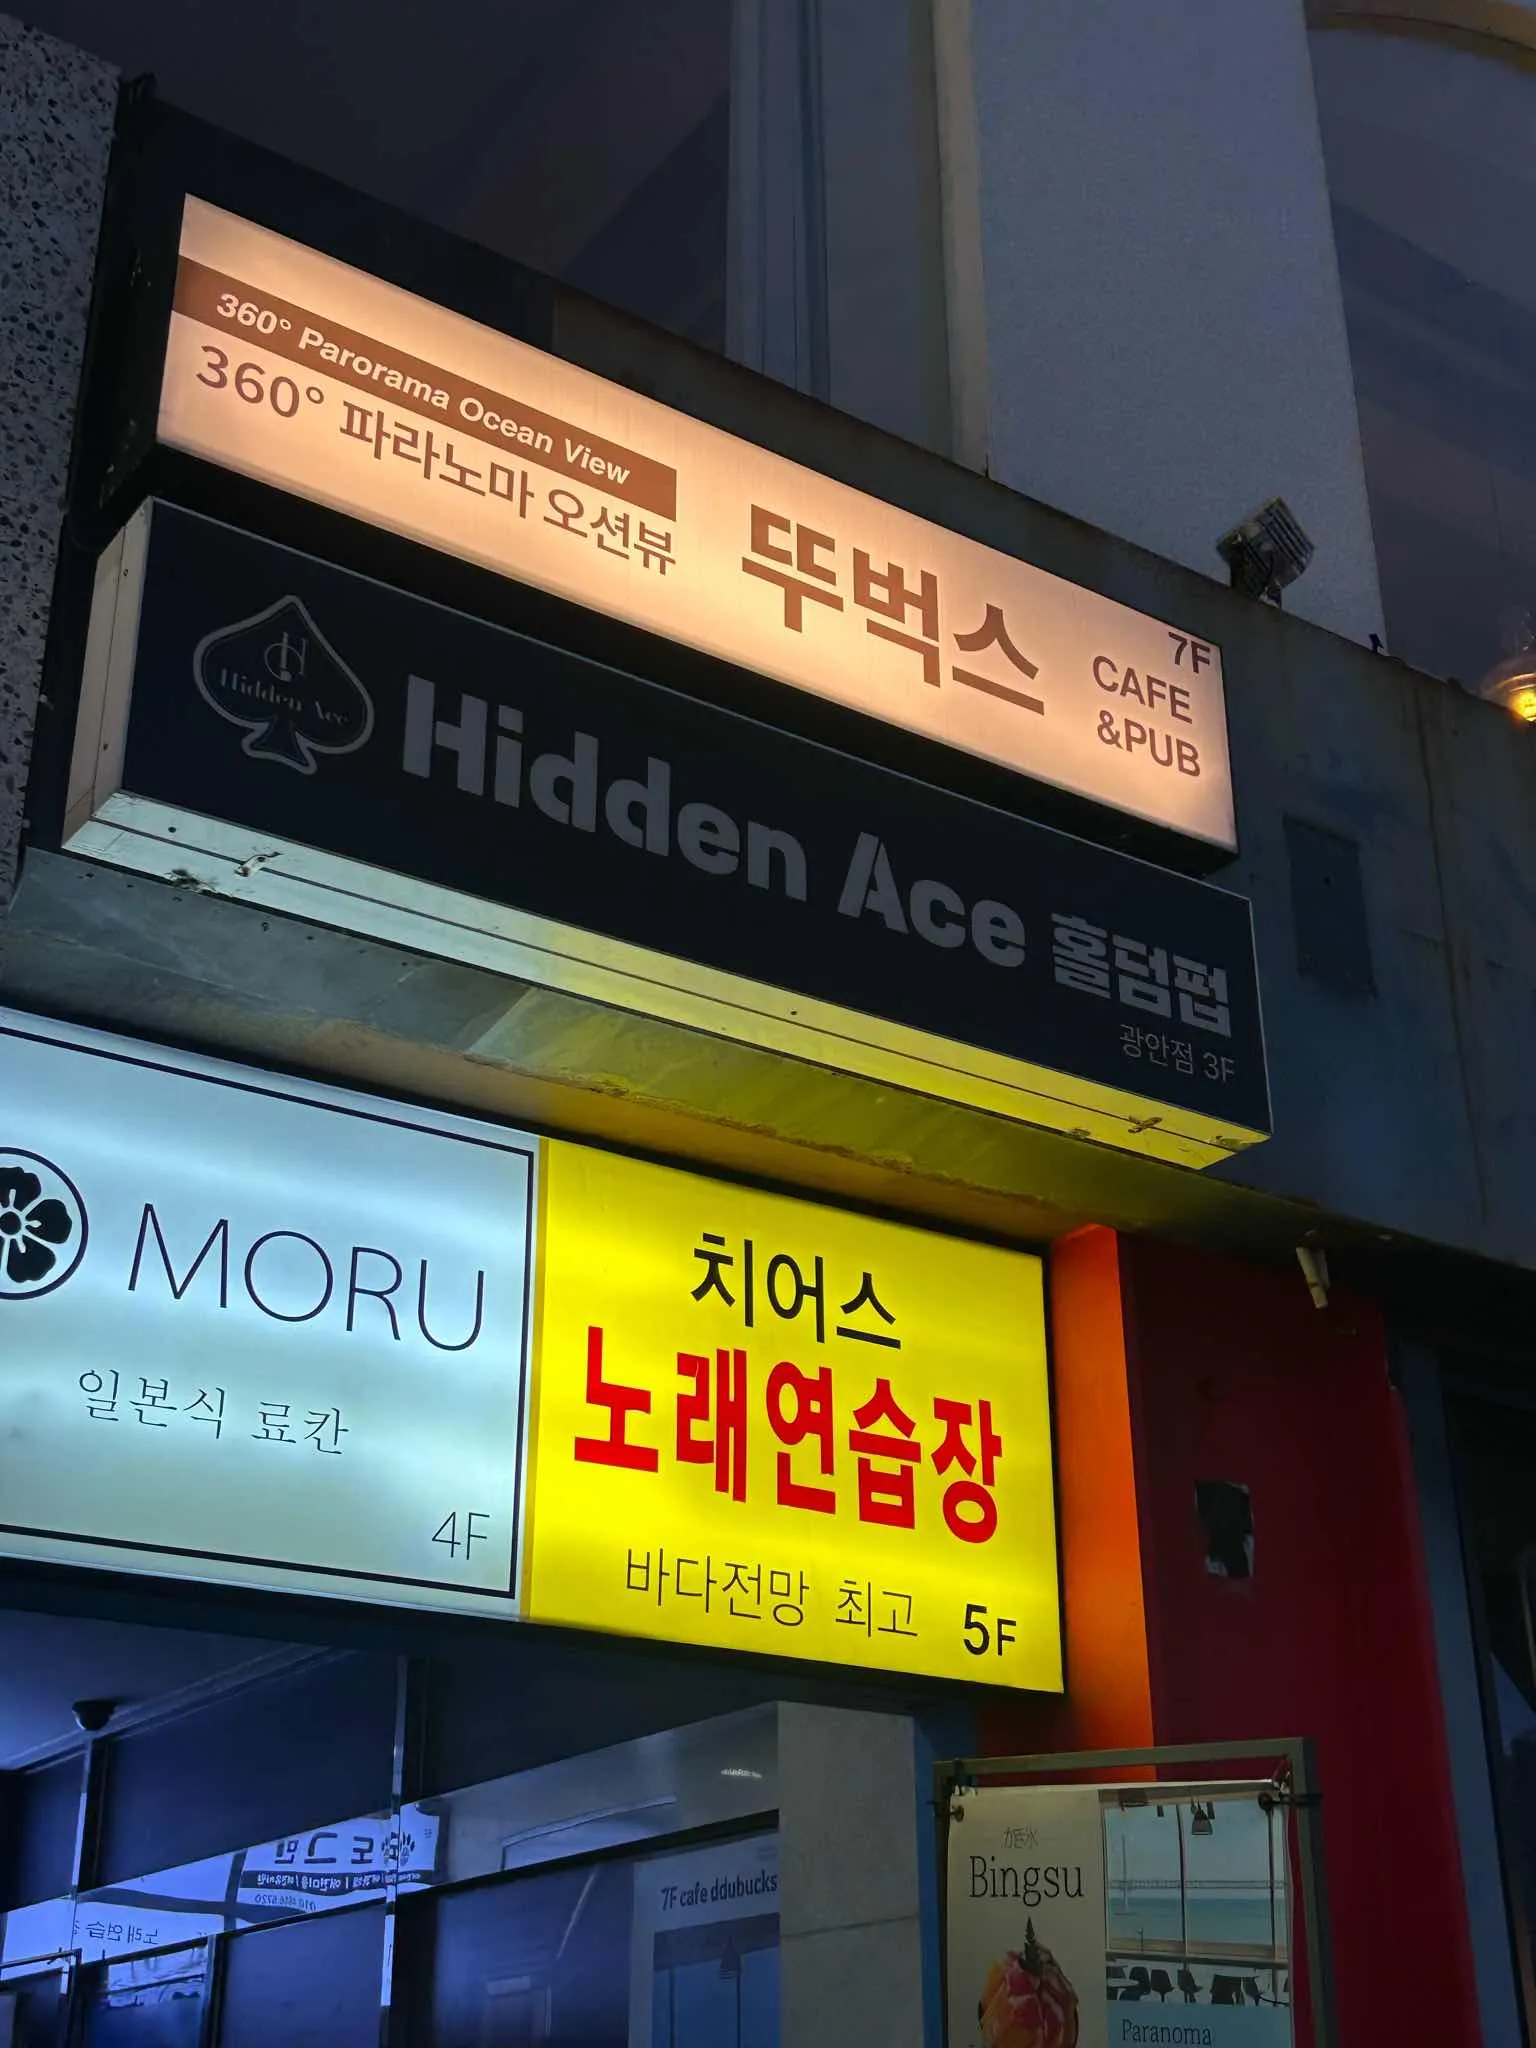 360° Parorama Ocean View
360° 파라노마 오션뷰
뚜벅스
7F
CAFE
&PUB
Hidden Ace
Hidden Ace 홀덤펍
광안점 3F
MORU
일본식 료칸
4F
치어스
노래연습장
바다전망 최고 5F
7F cafe ddubucks
Bingsu
Paranoma